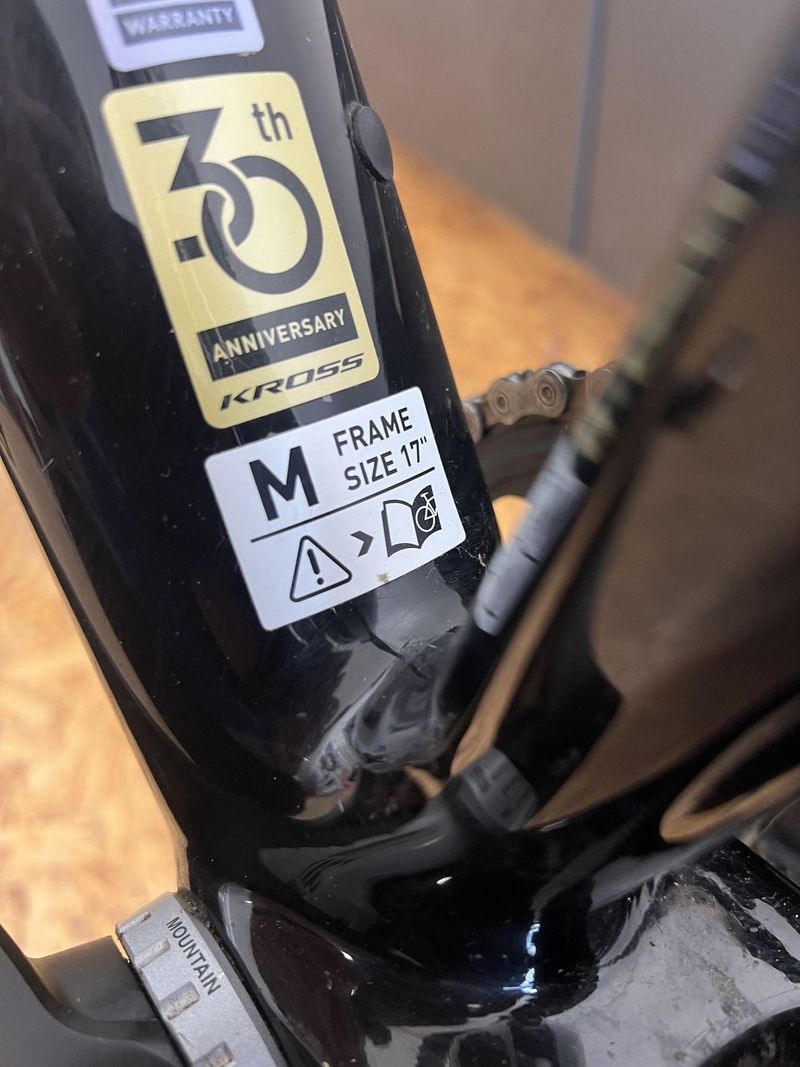 WARRANTY
30th
ANNIVERSARY
KROSS
M
FRAME
SIZE 17"
MOUNTAIN